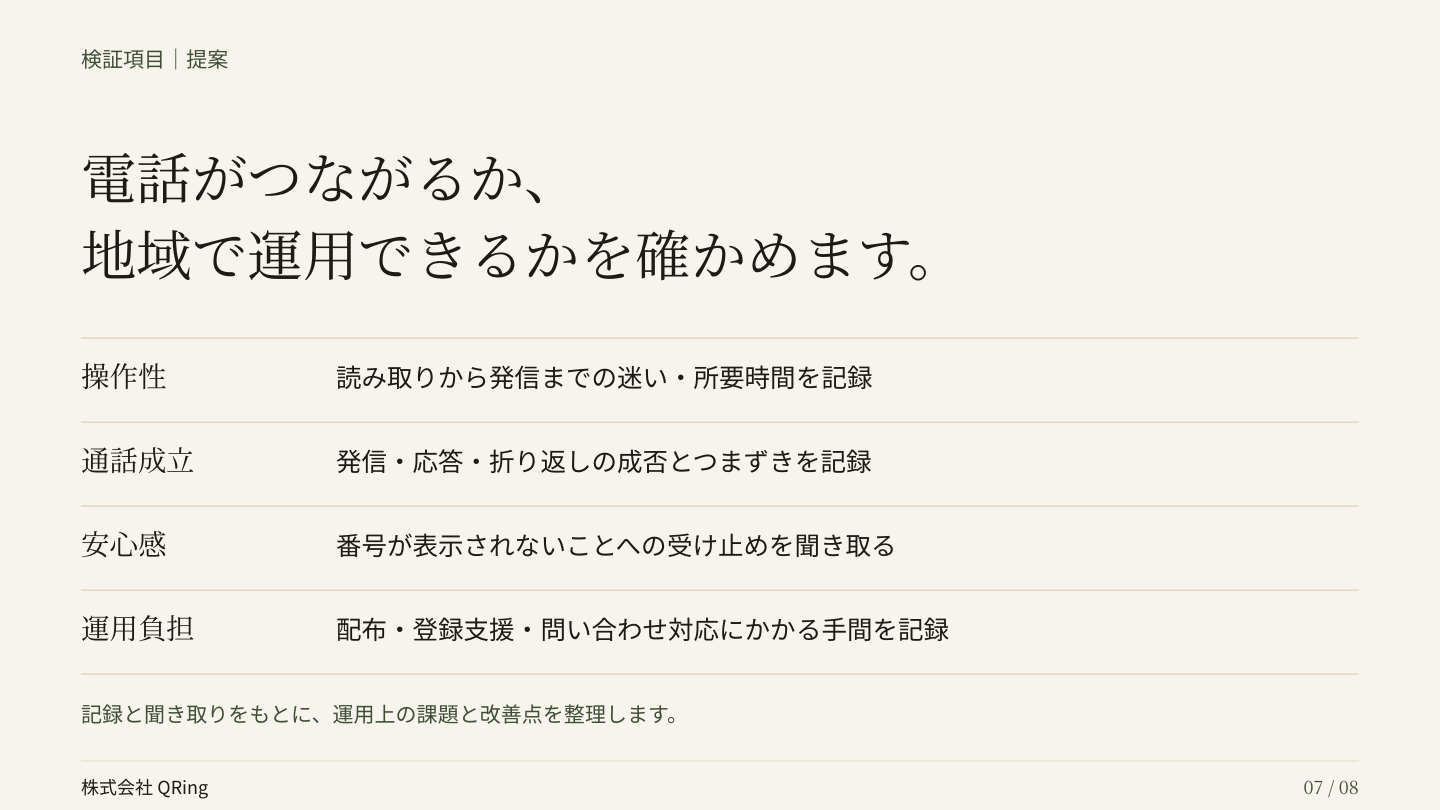 検証項目｜提案
電話がつながるか、
地域で運用できるかを確かめます。
操作性 読み取りから発信までの迷い・所要時間を記録
通話成立 発信・応答・折り返しの成否とつまずきを記録
安心感 番号が表示されないことへの受け止めを聞き取る
運用負担 配布・登録支援・問い合わせ対応にかかる手間を記録
記録と聞き取りをもとに、運用上の課題と改善点を整理します。
株式会社 QRing 07 / 08